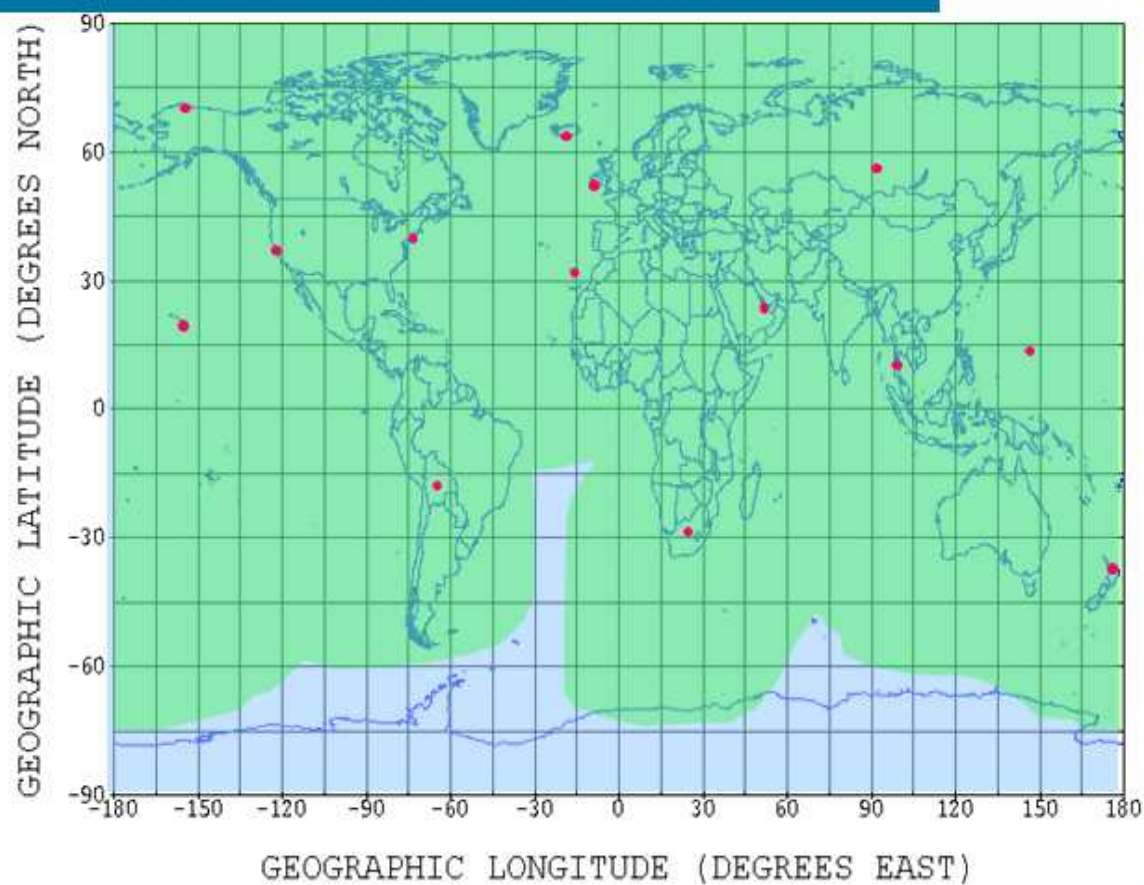 GEOGRAPHIC LATITUDE (DEGREES NORTH)
90
60
30
0
-30
-60
-90
-180 -150 -120 -90 -60 -30 0 30 60 90 120 150 180
GEOGRAPHIC LONGITUDE (DEGREES EAST)